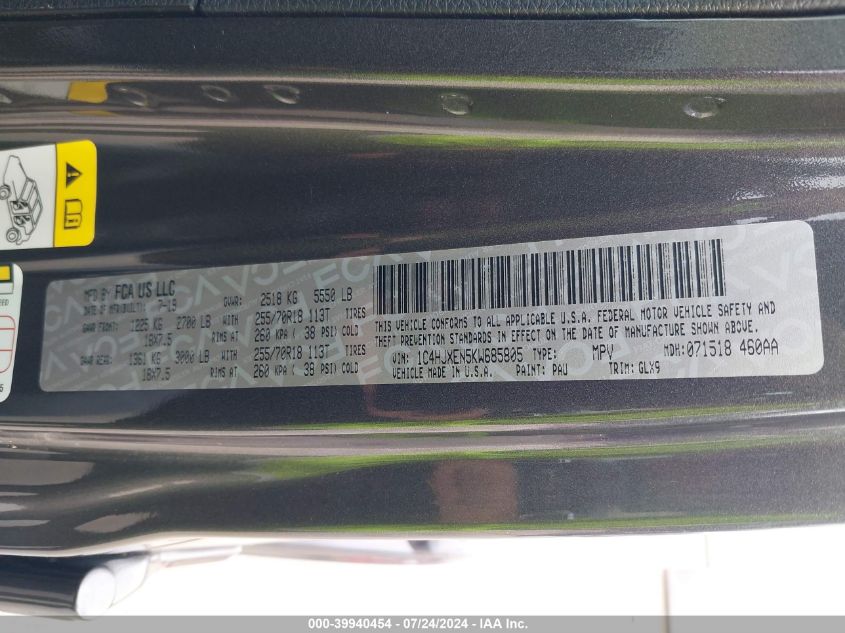 MFD BY FCA US LLC
DATE OF MFR(BUILT): 7-19 GVWR: 2518 KG 5550 LB
GAWR FRONT: 1225 KG 2700 LB WITH 255/70R18 113T TIRES
18X7.5 RIMS AT 260 KPA ( 38 PSI) COLD
GAWR REAR: 1361 KG 3000 LB WITH 255/70R18 113T TIRES
18X7.5 RIMS AT 260 KPA ( 38 PSI) COLD
THIS VEHICLE CONFORMS TO ALL APPLICABLE U.S.A. FEDERAL MOTOR VEHICLE SAFETY AND
THEFT PREVENTION STANDARDS IN EFFECT ON THE DATE OF MANUFACTURE SHOWN ABOVE.
VIN: 1C4HJXEN5KW685805 TYPE: MPV MDH: 071518 460AA
VEHICLE MADE IN U.S.A. PAINT: PAU TRIM: GLX9
000-39940454 / 07/24/2024 - IAA Inc.